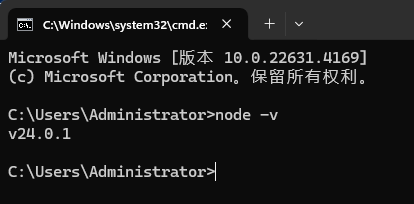 C:\Windows\system32\cmd.e
Microsoft Windows [版本 10.0.22631.4169]
(c) Microsoft Corporation。保留所有权利。
C:\Users\Administrator>node -v
v24.0.1
C:\Users\Administrator>